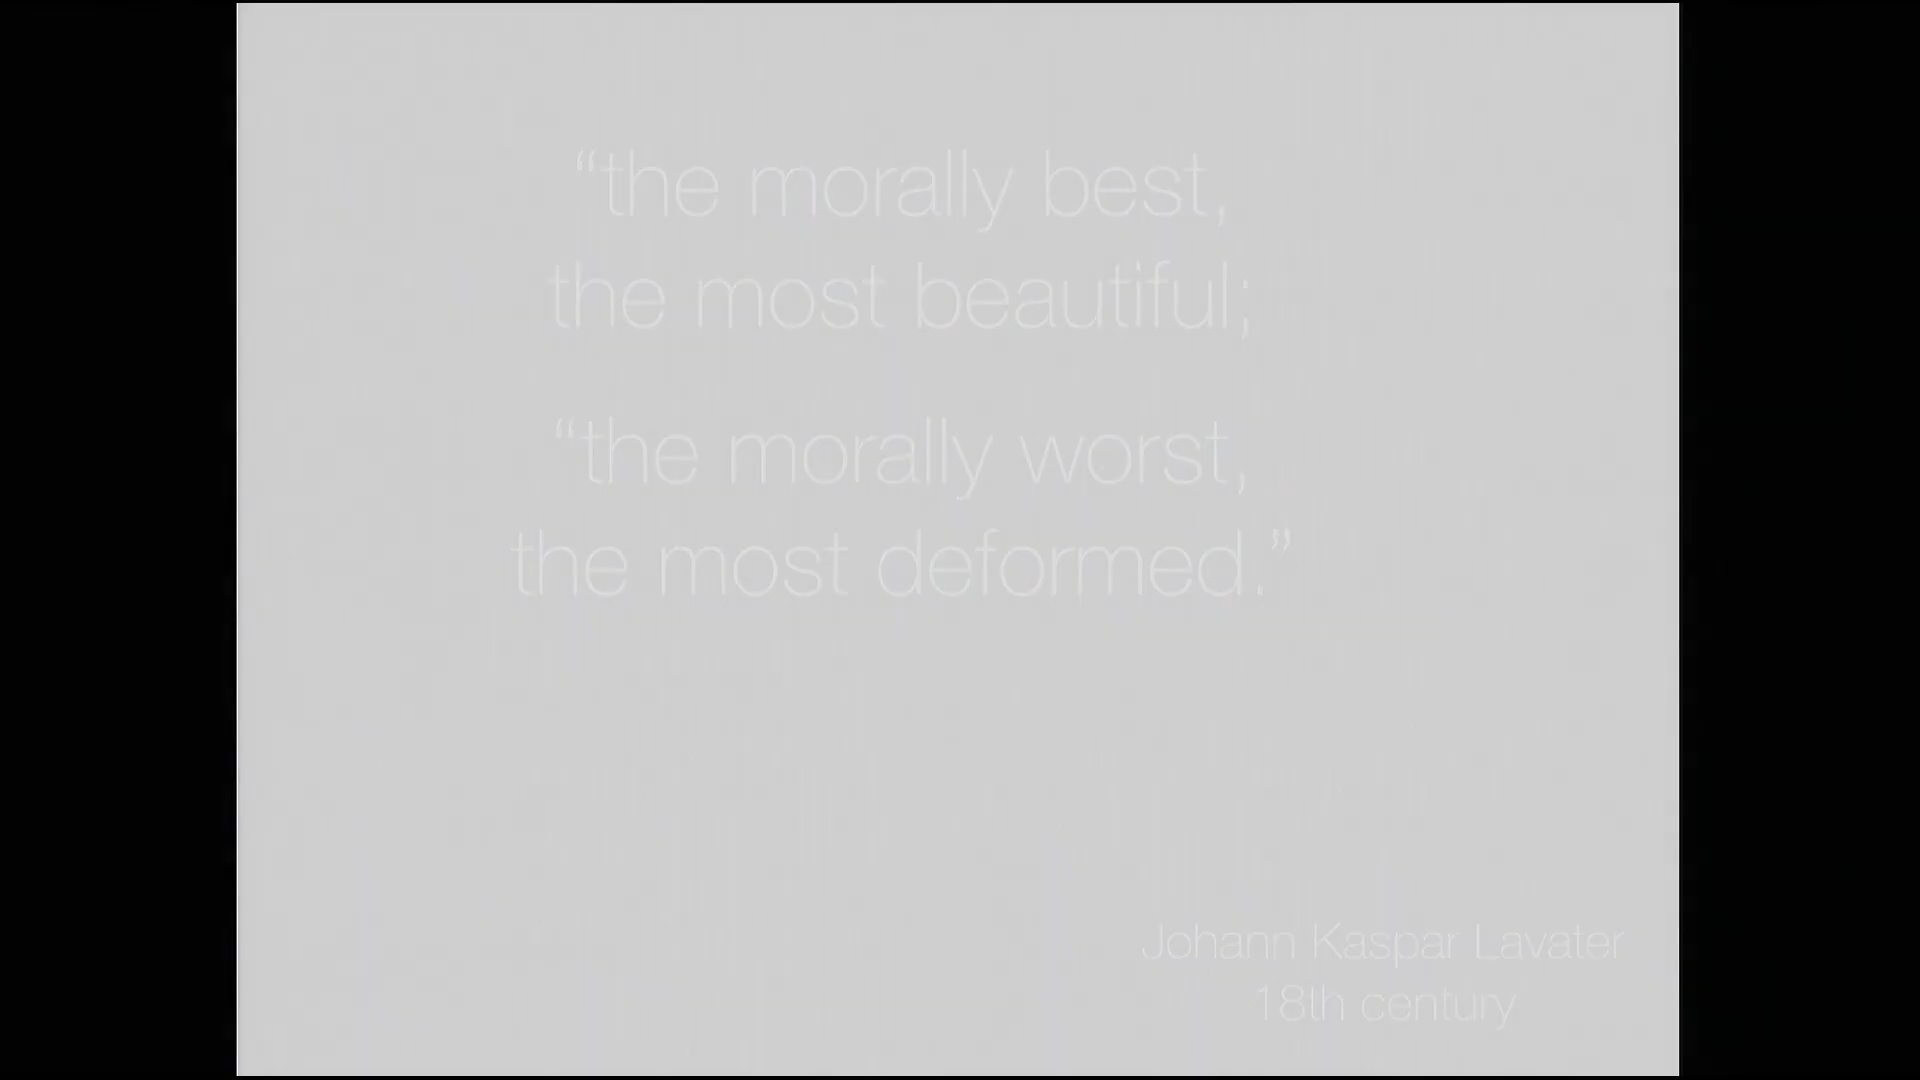 “the morally best,
the most beautiful;
“the morally worst,
the most deformed.”
Johann Kaspar Lavater
18th century